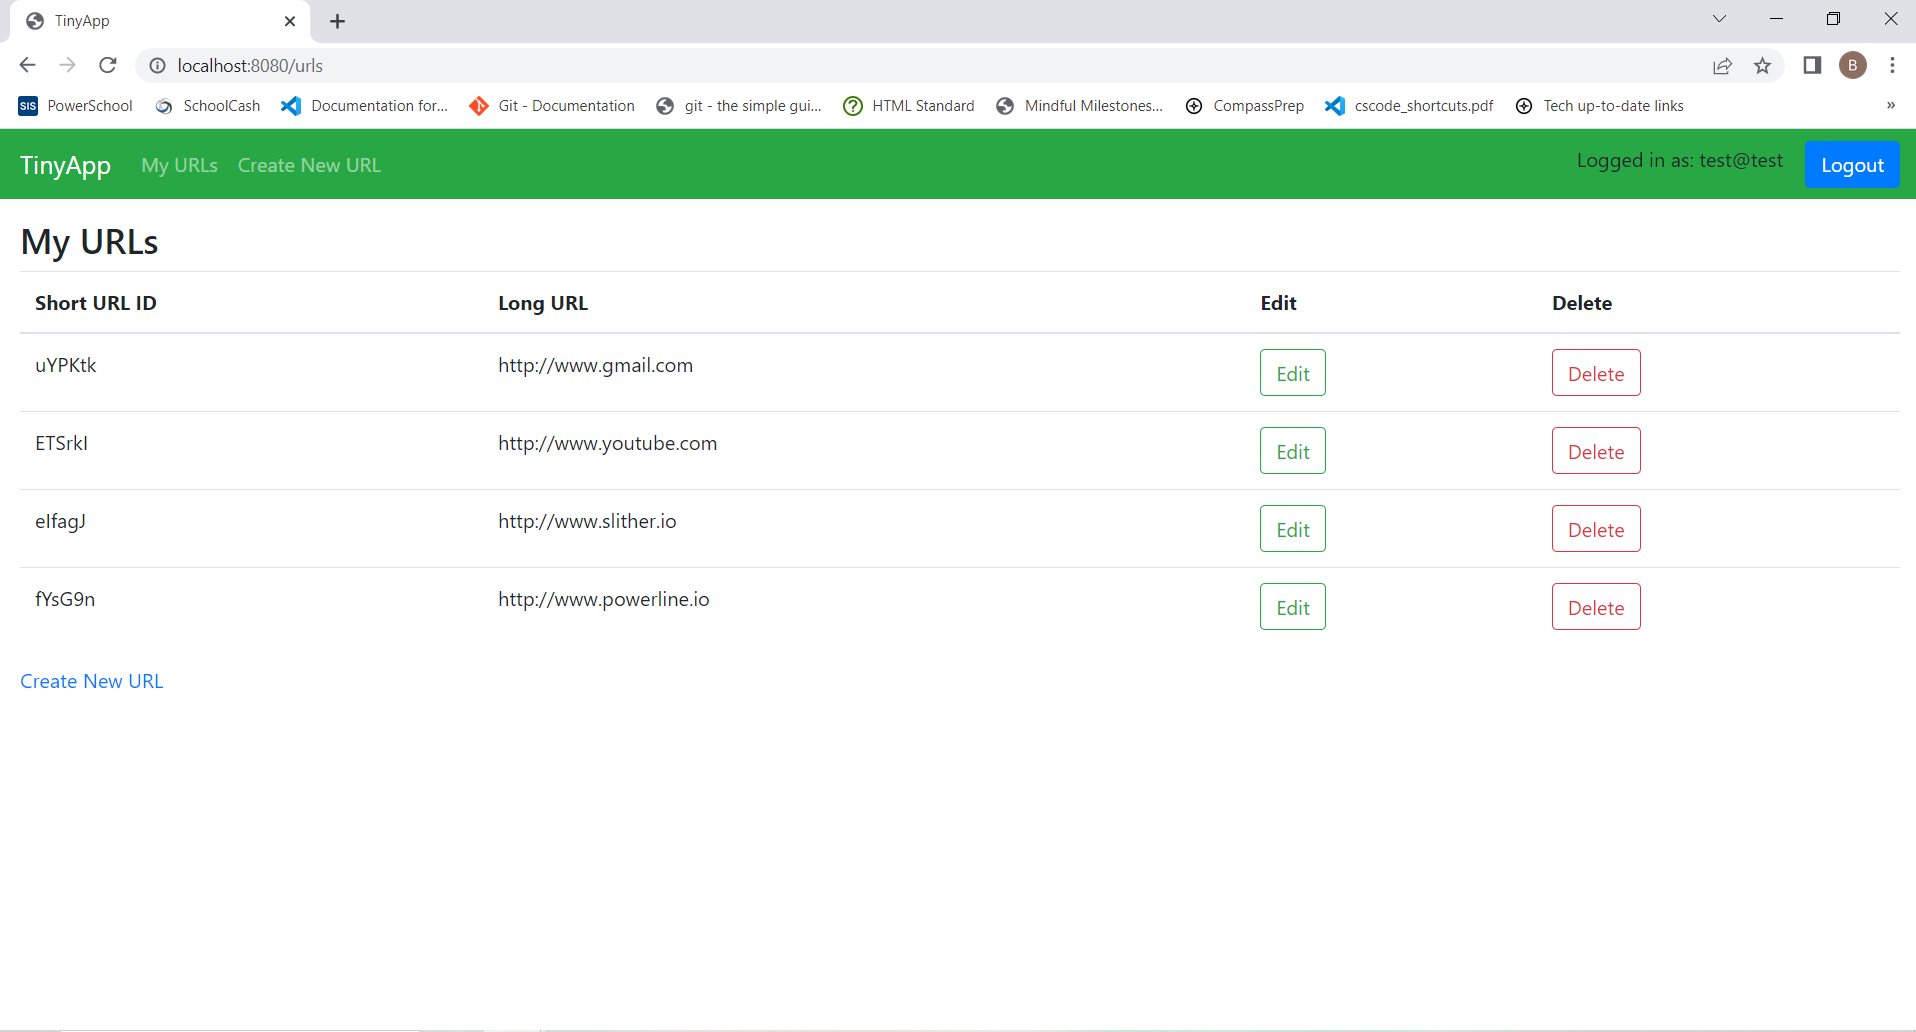 TinyApp
localhost:8080/urls
B
SIS PowerSchool SchoolCash Documentation for... Git - Documentation git - the simple gui... HTML Standard Mindful Milestones... CompassPrep cscode_shortcuts.pdf Tech up-to-date links »
TinyApp My URLs Create New URL Logged in as: test@test Logout
My URLs
Short URL ID Long URL Edit Delete
uYPKtk http://www.gmail.com Edit Delete
ETSrkI http://www.youtube.com Edit Delete
eIfagJ http://www.slither.io Edit Delete
fYsG9n http://www.powerline.io Edit Delete
Create New URL